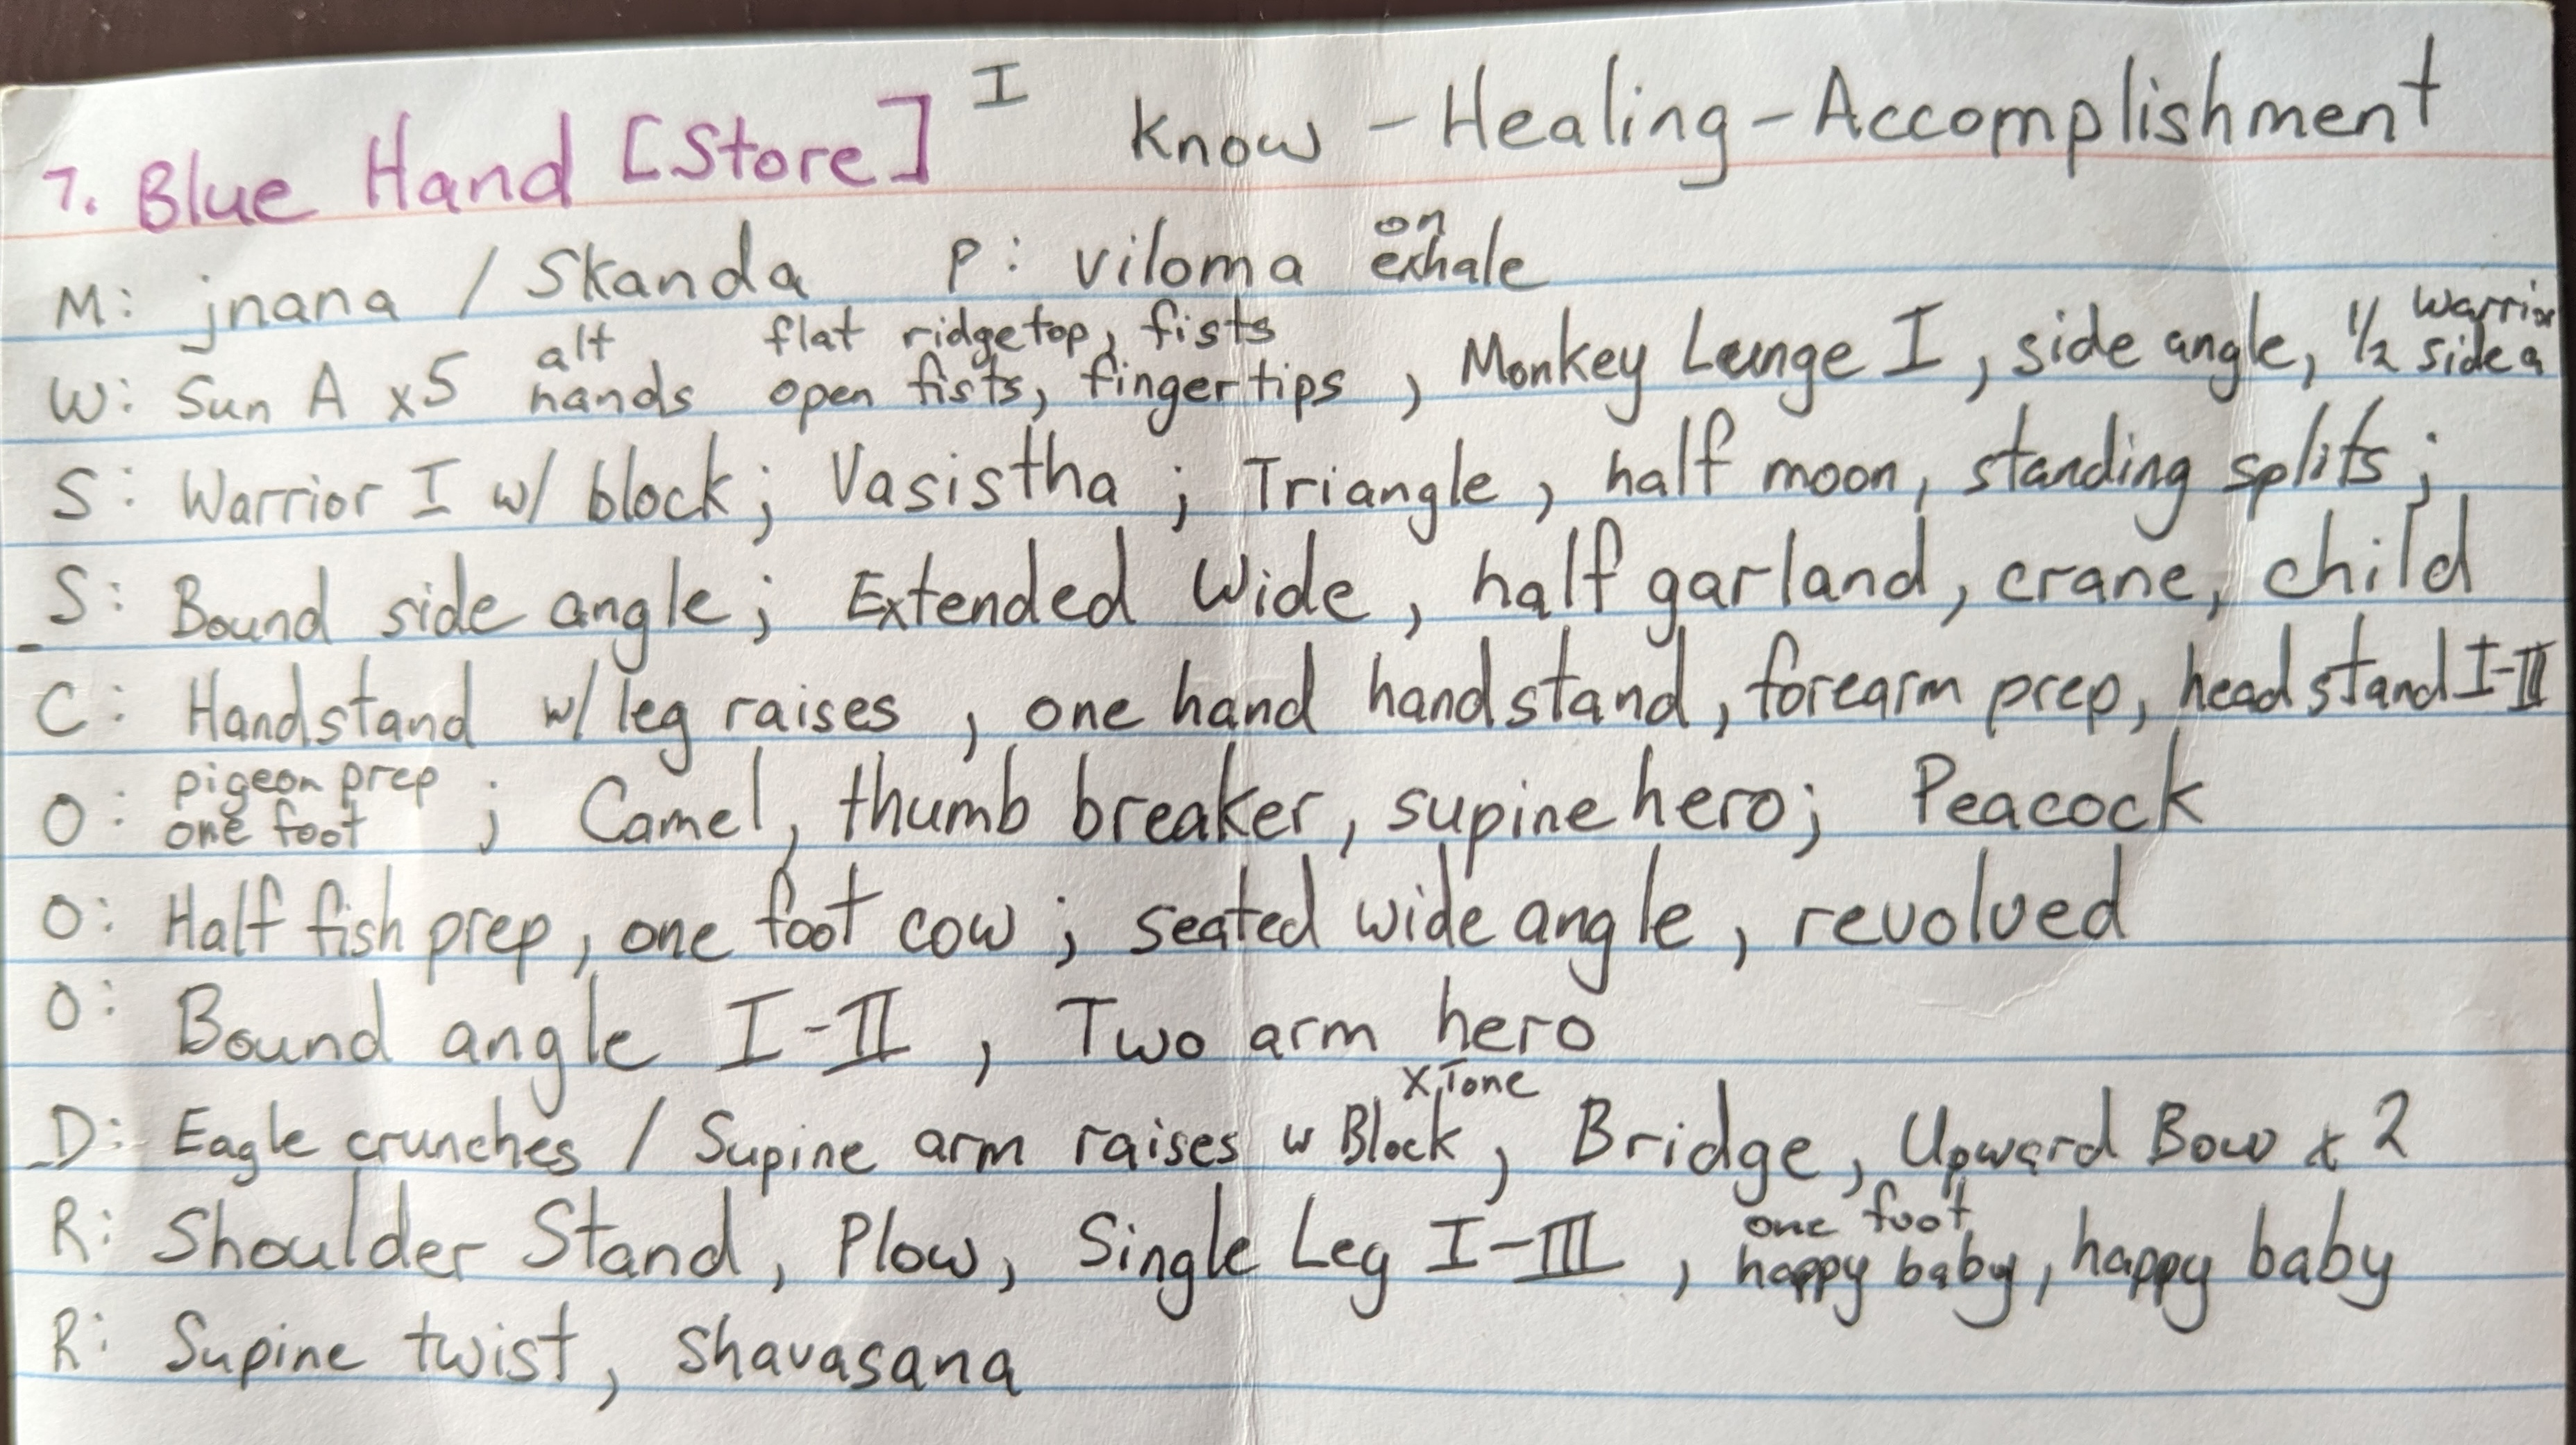 7. Blue Hand [Store] I Know - Healing - Accomplishment
M: jnana / Skanda P: viloma on exhale
W: Sun A x5 alt hands flat ridgetop, fists open fists, fingertips, Monkey Lunge I, side angle, 1/2 Warrior side a
S: Warrior I w/ block; Vasistha; Triangle, half moon, standing splits;
S: Bound side angle; Extended Wide, half garland, crane, child
C: Handstand w/ leg raises, one hand handstand, forearm prep, headstand I-III
O: pigeon prep one foot; Camel, thumb breaker, supine hero; Peacock
O: Half fish prep, one foot cow; seated wide angle, revolved
O: Bound angle I-II, Two arm hero
D: Eagle crunches / Supine arm raises w Block, Bridge, Upward Bow x 2
R: Shoulder Stand, Plow, Single Leg I-III, one foot happy baby, happy baby
R: Supine twist, shavasana